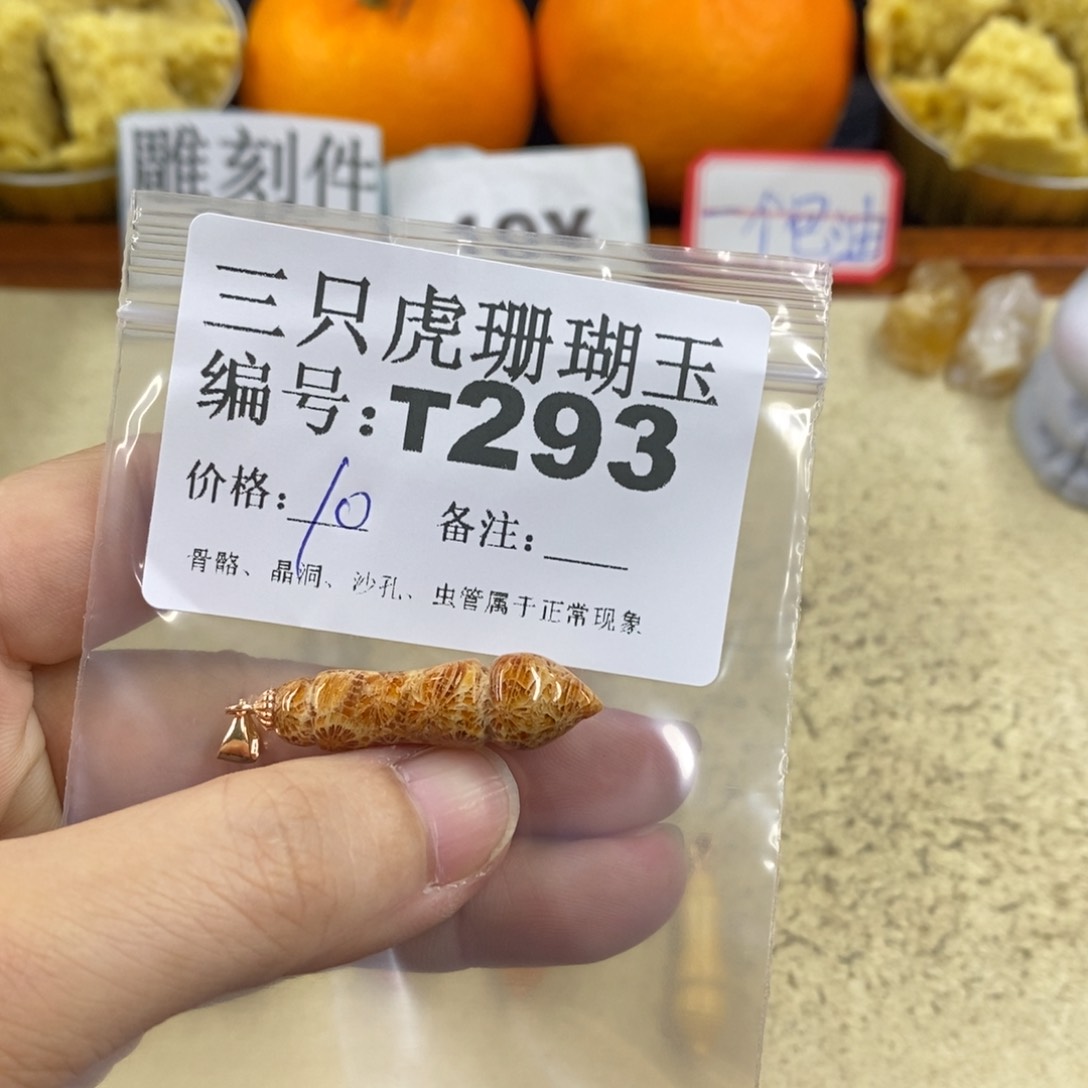 雕刻件
一个巴油
三只虎珊瑚玉
编号:T293
价格:10 备注:
骨骼、晶洞、沙孔、虫管属于正常现象